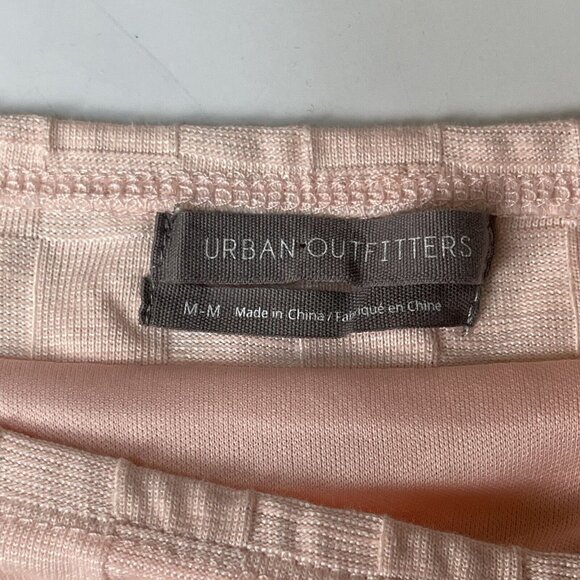 URBAN OUTFITTERS
M-M Made in China / Fabriqué en Chine